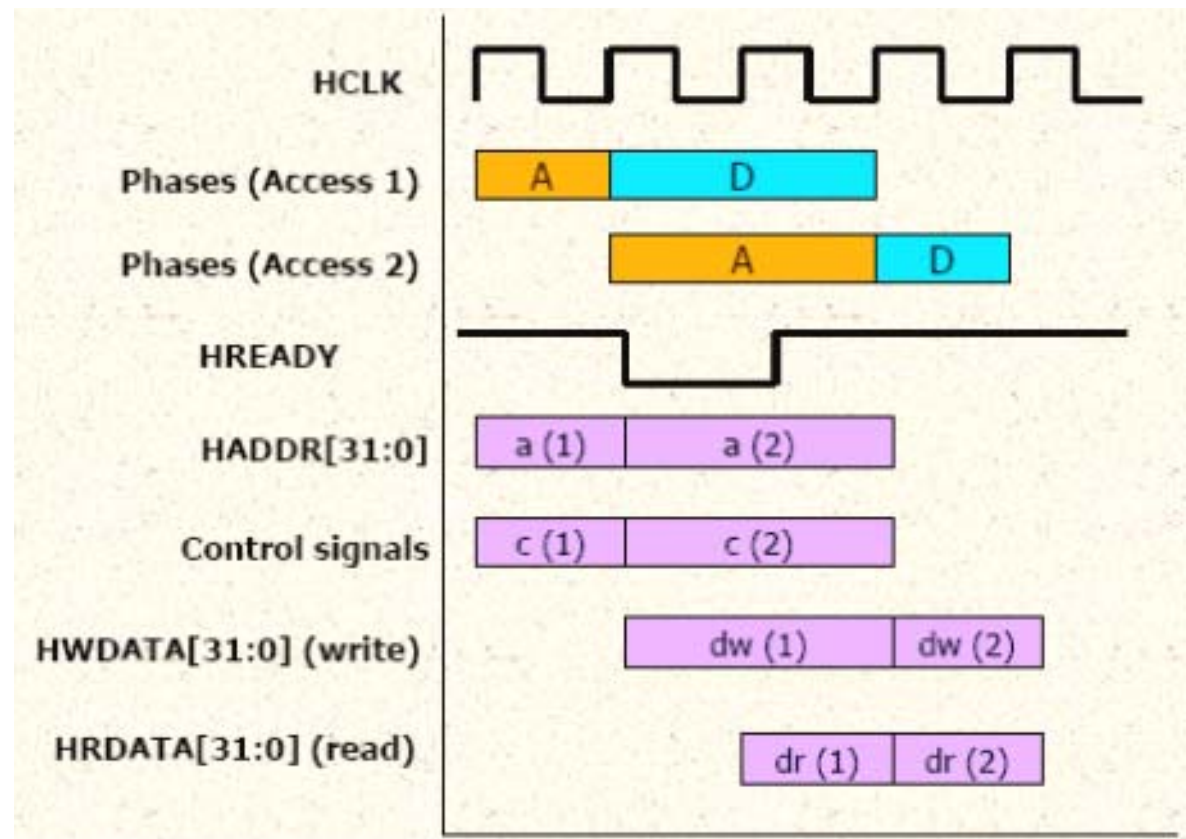 HCLK
Phases (Access 1) A D
Phases (Access 2) A D
HREADY
HADDR[31:0] a (1) a (2)
Control signals c (1) c (2)
HWDATA[31:0] (write) dw (1) dw (2)
HRDATA[31:0] (read) dr (1) dr (2)